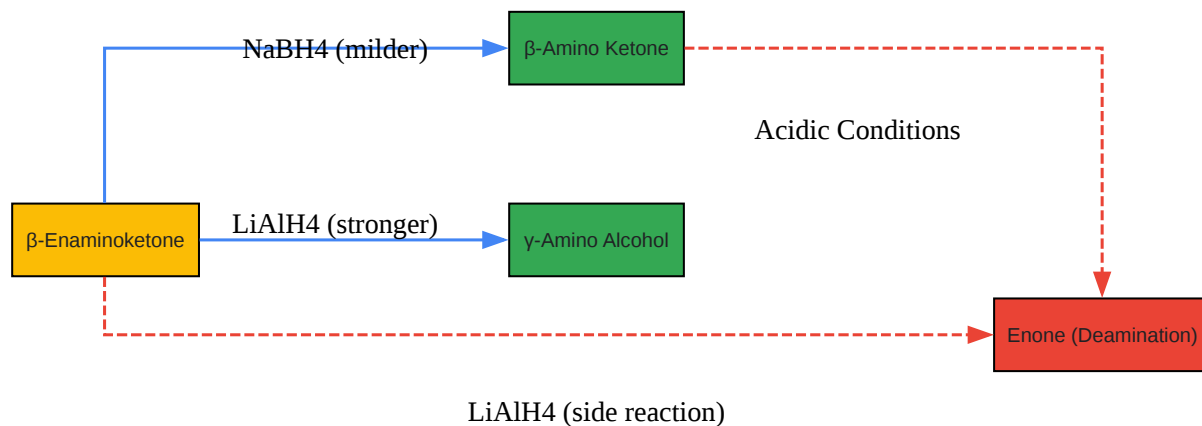 NaBH4 (milder)
β-Amino Ketone
Acidic Conditions
β-Enaminoketone
LiAlH4 (stronger)
γ-Amino Alcohol
Enone (Deamination)
LiAlH4 (side reaction)